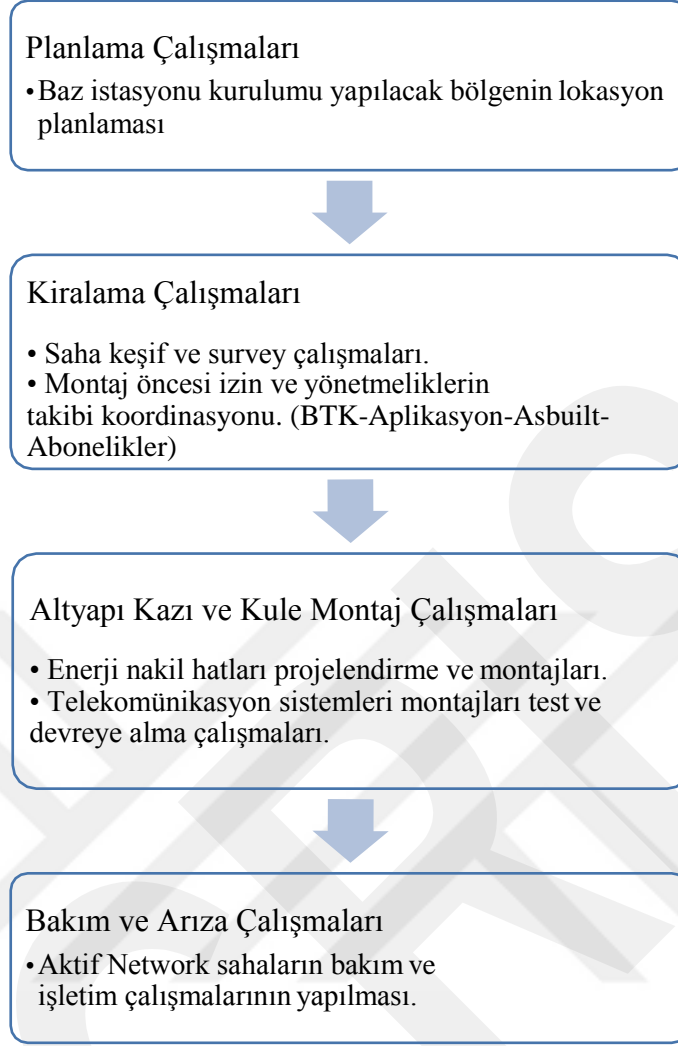 Planlama Çalışmaları
•Baz istasyonu kurulumu yapılacak bölgenin lokasyon
planlaması
Kiralama Çalışmaları
• Saha keşif ve survey çalışmaları.
• Montaj öncesi izin ve yönetmeliklerin
takibi koordinasyonu. (BTK-Aplikasyon-Asbuilt-
Abonelikler)
Altyapı Kazı ve Kule Montaj Çalışmaları
• Enerji nakil hatları projelendirme ve montajları.
• Telekomünikasyon sistemleri montajları test ve
devreye alma çalışmaları.
Bakım ve Arıza Çalışmaları
•Aktif Network sahaların bakım ve
işletim çalışmalarının yapılması.